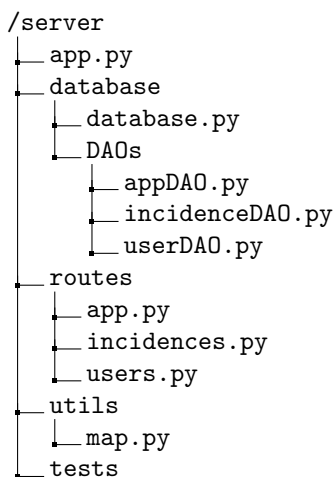 /server
app.py
database
database.py
DAOs
appDAO.py
incidenceDAO.py
userDAO.py
routes
app.py
incidences.py
users.py
utils
map.py
tests